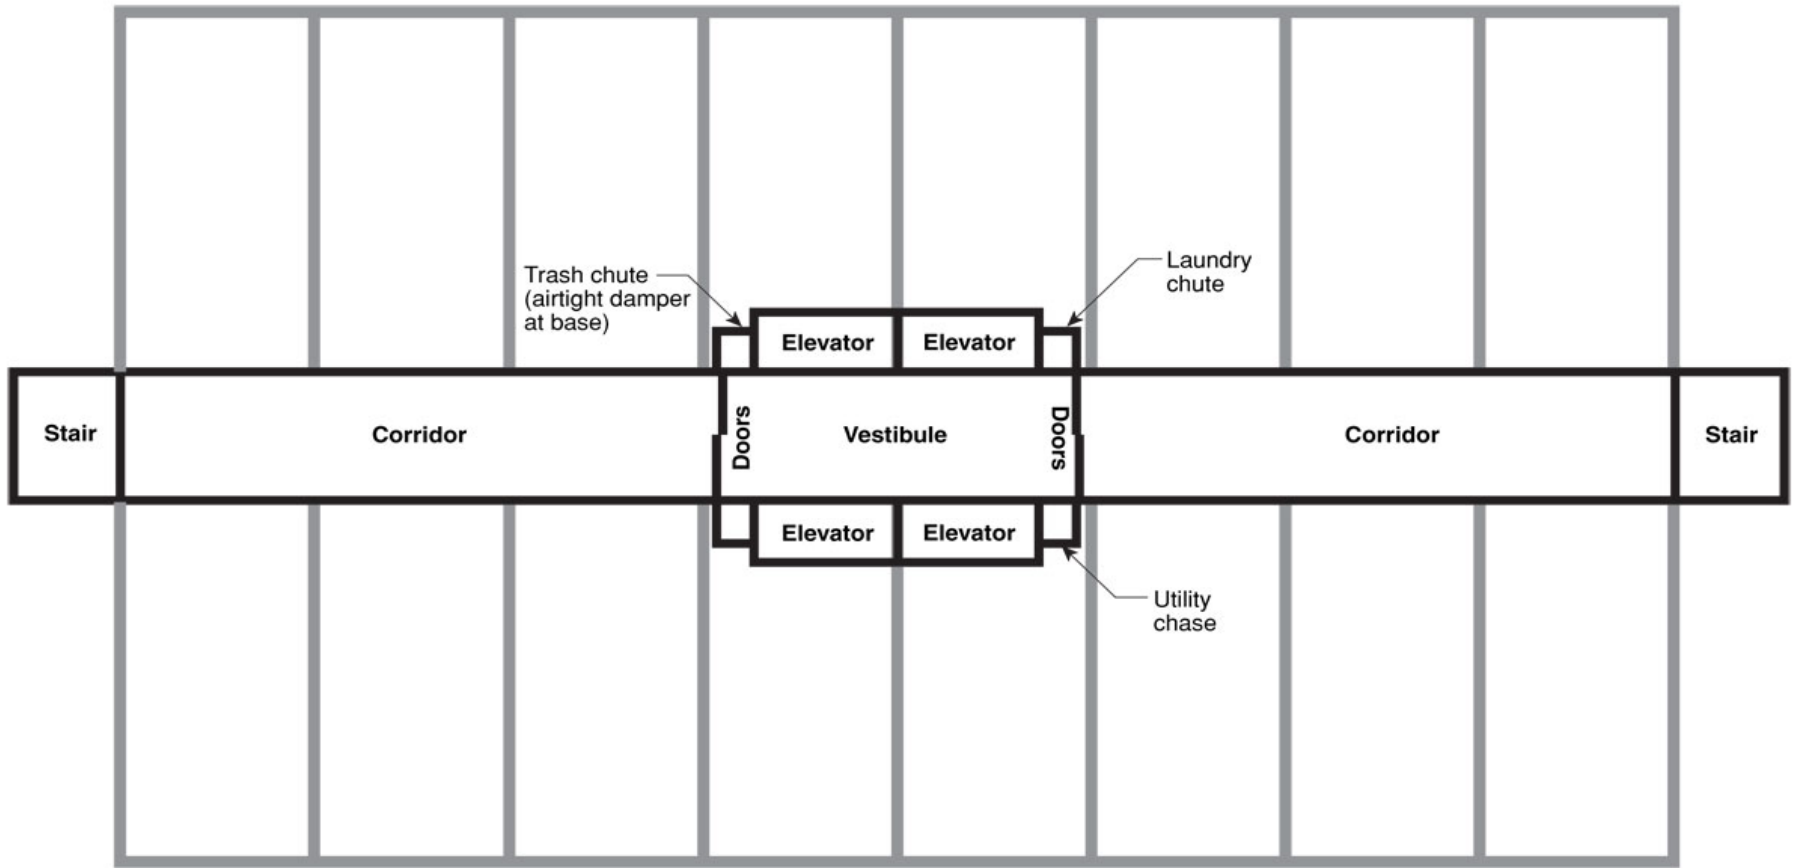 Trash chute
(airtight damper
at base)
Laundry
chute
Elevator
Elevator
Stair
Corridor
Doors
Vestibule
Doors
Corridor
Stair
Elevator
Elevator
Utility
chase